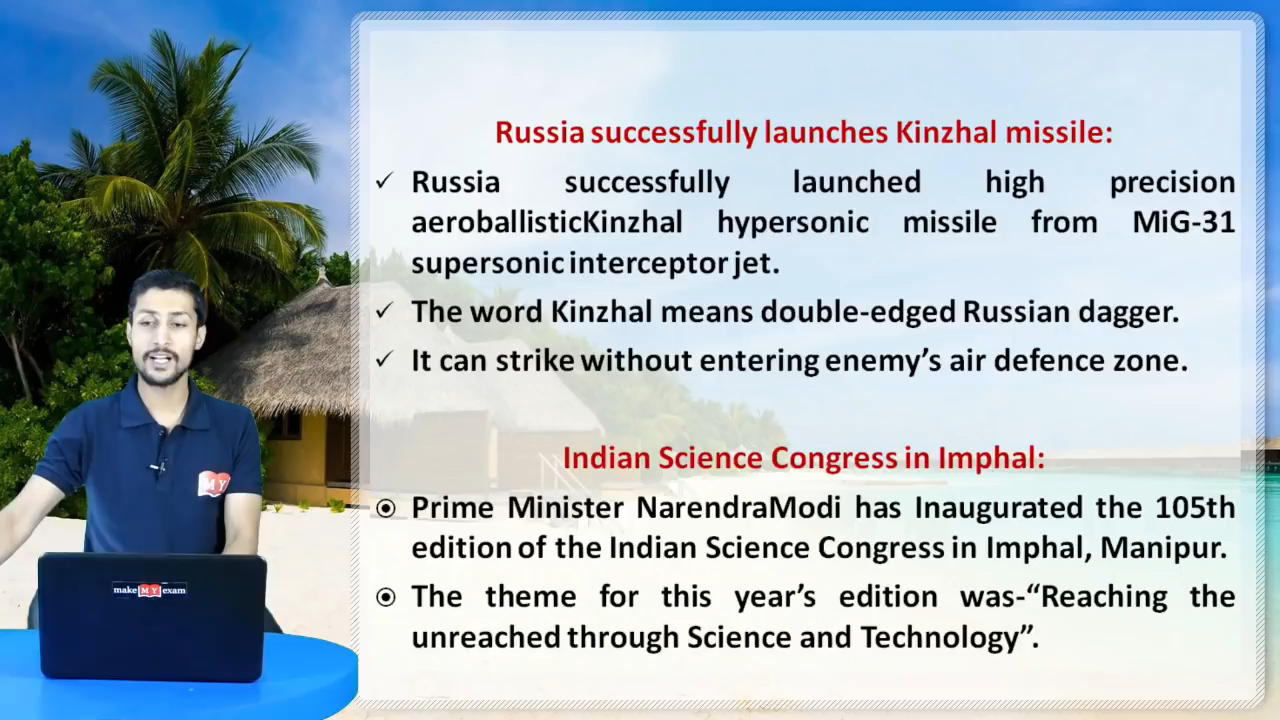 Russia successfully launches Kinzhal missile:
✓ Russia successfully launched high precision
aeroballisticKinzhal hypersonic missile from MiG-31
supersonic interceptor jet.
✓ The word Kinzhal means double-edged Russian dagger.
✓ It can strike without entering enemy’s air defence zone.
Indian Science Congress in Imphal:
Prime Minister NarendraModi has Inaugurated the 105th
edition of the Indian Science Congress in Imphal, Manipur.
The theme for this year’s edition was-“Reaching the
unreached through Science and Technology”.
MY
make MY exam